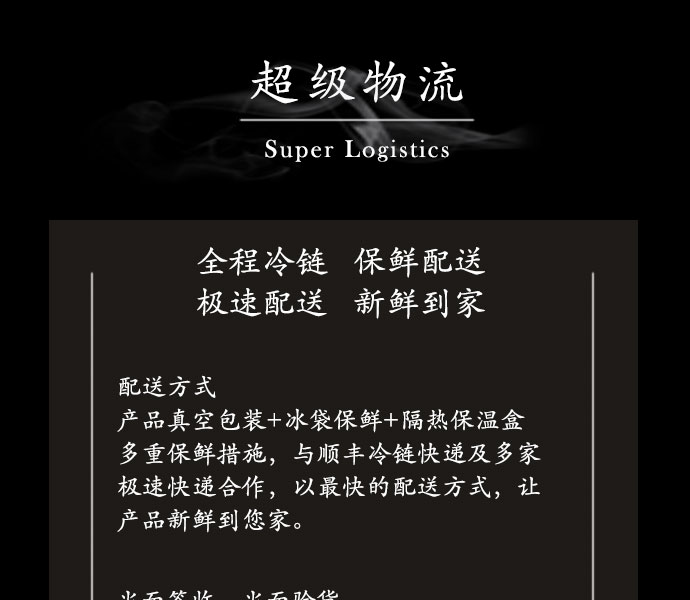 超级物流
Super Logistics
全程冷链 保鲜配送
极速配送 新鲜到家
配送方式
产品真空包装+冰袋保鲜+隔热保温盒
多重保鲜措施，与顺丰冷链快递及多家
极速快递合作，以最快的配送方式，让
产品新鲜到您家。